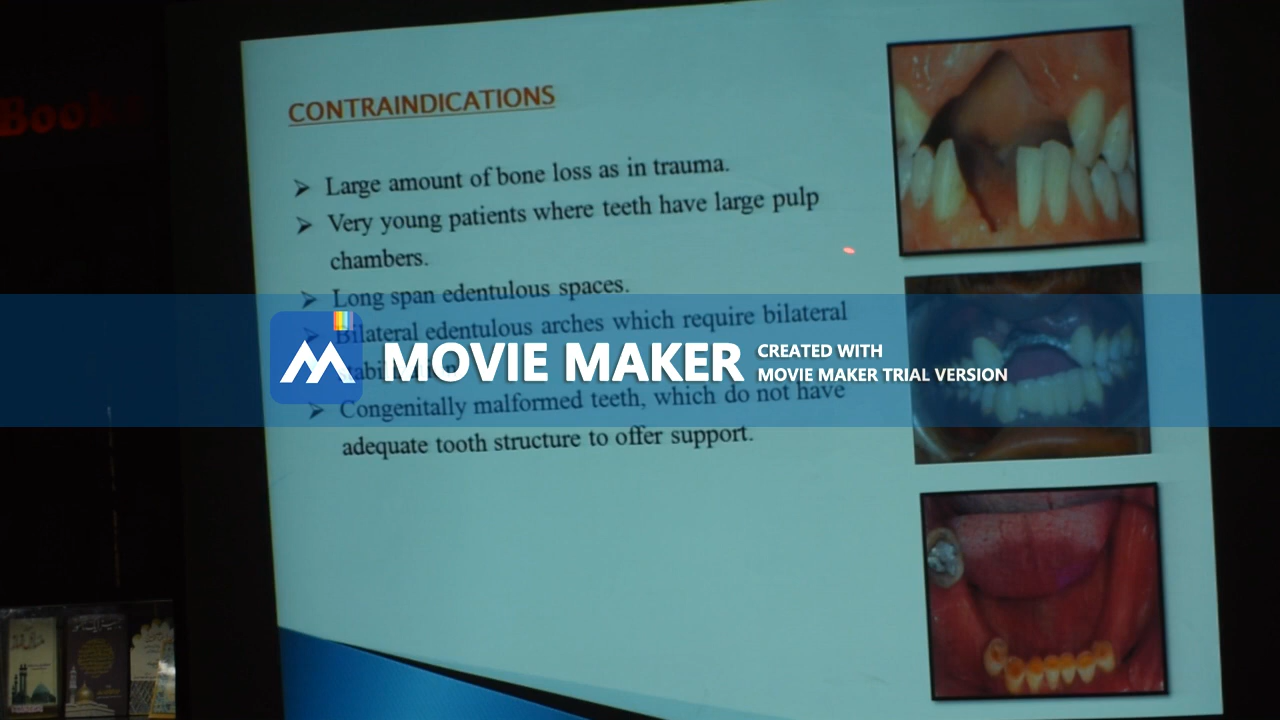 Books
CONTRAINDICATIONS
➢ Large amount of bone loss as in trauma.
➢ Very young patients where teeth have large pulp
chambers.
➢ Long span edentulous spaces.
➢ Bilateral edentulous arches which require bilateral
➢ Congenitally malformed teeth, which do not have
adequate tooth structure to offer support.
MOVIE MAKER
CREATED WITH
MOVIE MAKER TRIAL VERSION